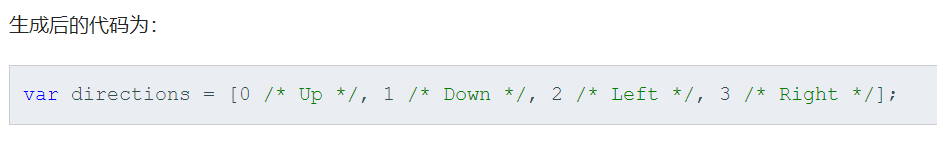 生成后的代码为：
var directions = [0 /* Up */, 1 /* Down */, 2 /* Left */, 3 /* Right */];